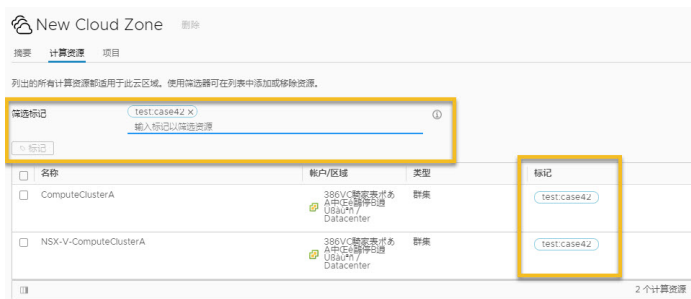 New Cloud Zone 删除
摘要 计算资源 项目
列出的所有计算资源都适用于此云区域。使用筛选器可在列表中添加或移除资源。
筛选标记 test:case42 ×
输入标记以筛选资源
标记
名称 帐户/区域 类型 标记
ComputeClusterA 群集 test:case42
Datacenter
NSX-V-ComputeClusterA 群集 test:case42
Datacenter
2 个计算资源